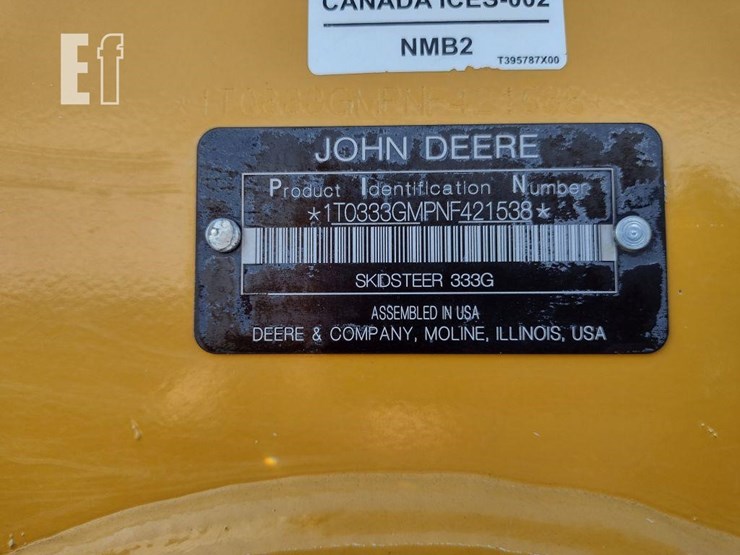 CANADA ICES-002
NMB2
T395787X00
Ef
JOHN DEERE
Product Identification Number
*1T0333GMPNF421538*
SKIDSTEER 333G
ASSEMBLED IN USA
DEERE & COMPANY, MOLINE, ILLINOIS, USA